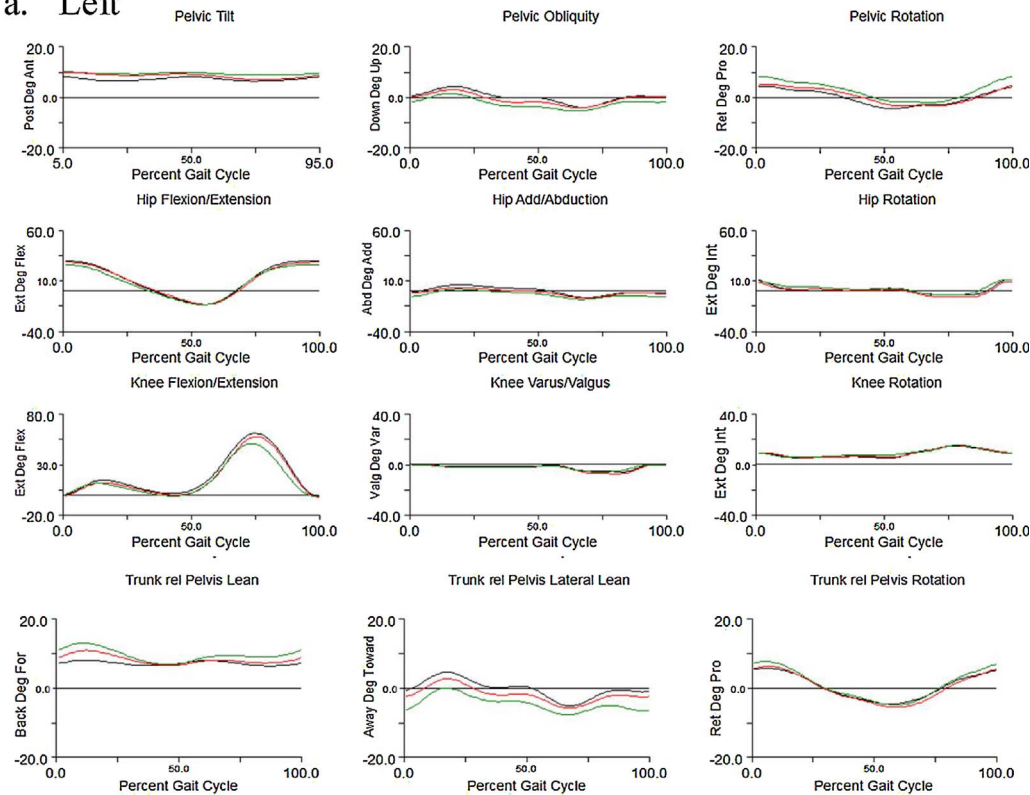 a. Left
Pelvic Tilt
20.0
0.0
-20.0
Post Deg Ant
5.0 50.0 95.0
Percent Gait Cycle
Pelvic Obliquity
20.0
0.0
-20.0
Down Deg Up
0.0 50.0 100.0
Percent Gait Cycle
Pelvic Rotation
20.0
0.0
-20.0
Ret Deg Pro
0.0 50.0 100.0
Percent Gait Cycle
Hip Flexion/Extension
60.0
10.0
-40.0
Ext Deg Flex
0.0 50.0 100.0
Percent Gait Cycle
Hip Add/Abduction
60.0
10.0
-40.0
Abd Deg Add
0.0 50.0 100.0
Percent Gait Cycle
Hip Rotation
60.0
10.0
-40.0
Ext Deg Int
0.0 50.0 100.0
Percent Gait Cycle
Knee Flexion/Extension
80.0
30.0
-20.0
Ext Deg Flex
0.0 50.0 100.0
Percent Gait Cycle
Knee Varus/Valgus
40.0
0.0
-40.0
Valg Deg Var
0.0 50.0 100.0
Percent Gait Cycle
Knee Rotation
40.0
0.0
-40.0
Ext Deg Int
0.0 50.0 100.0
Percent Gait Cycle
Trunk rel Pelvis Lean
20.0
0.0
-20.0
Back Deg For
0.0 50.0 100.0
Percent Gait Cycle
Trunk rel Pelvis Lateral Lean
20.0
0.0
-20.0
Away Deg Toward
0.0 50.0 100.0
Percent Gait Cycle
Trunk rel Pelvis Rotation
20.0
0.0
-20.0
Ret Deg Pro
0.0 50.0 100.0
Percent Gait Cycle